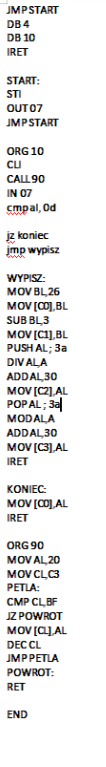 JMP START
DB 4
DB 10
IRET

START:
STI
OUT 07
JMP START

ORG 10
CLI
CALL 90
IN 07
cmp al, 0d

jz koniec
jmp wypisz

WYPISZ:
MOV BL,26
MOV [C0],BL
SUB BL,3
MOV [C1],BL
PUSH AL ; 3a
DIV AL,A
ADD AL,30
MOV [C2],AL
POP AL ; 3a
MOD AL,A
ADD AL,30
MOV [C3],AL
IRET

KONIEC:
MOV [C0],AL
IRET

ORG 90
MOV AL,20
MOV CL,C3
PETLA:
CMP CL,BF
JZ POWROT
MOV [CL],AL
DEC CL
JMP PETLA
POWROT:
RET

END